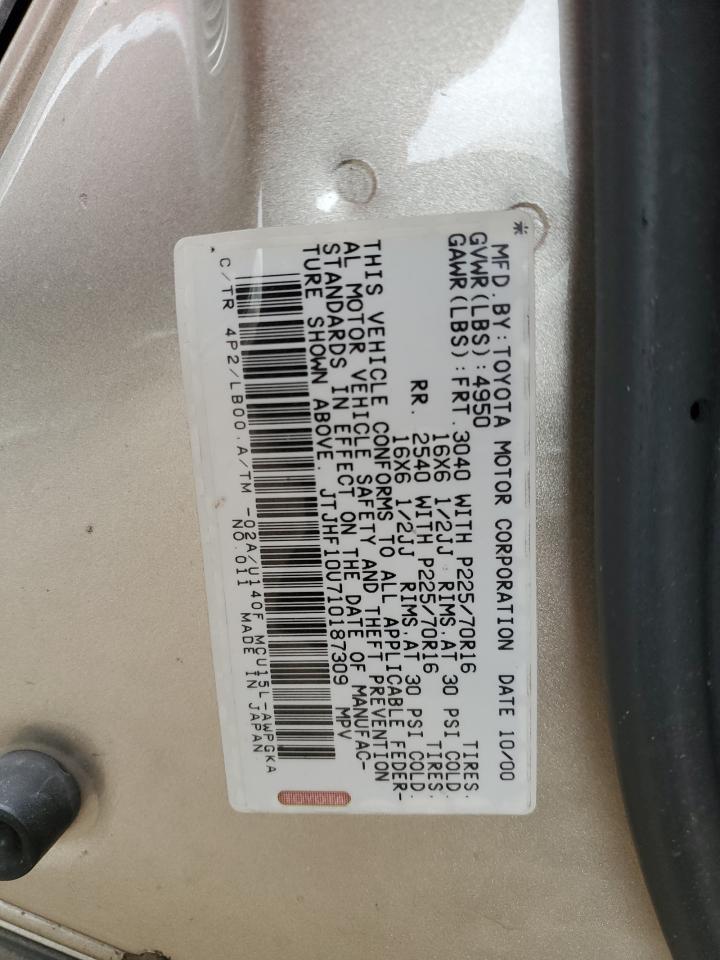 MFD.BY:TOYOTA MOTOR CORPORATION DATE 10/00
GVWR(LBS):4950
GAWR(LBS):FRT.3040 WITH P225/70R16 TIRES.
16X6 1/2JJ RIMS.AT 30 PSI COLD.
RR. 2540 WITH P225/70R16 TIRES.
16X6 1/2JJ RIMS.AT 30 PSI COLD.
THIS VEHICLE CONFORMS TO ALL APPLICABLE FEDER-
AL MOTOR VEHICLE SAFETY AND THEFT PREVENTION
STANDARDS IN EFFECT ON THE DATE OF MANUFAC-
TURE SHOWN ABOVE. JTJHF10U710187309 MPV
C/TR 4P2/LB00.A/TM -02A/U140F MCU15L-AWPGKA
NO.011 MADE IN JAPAN
TOYOTA